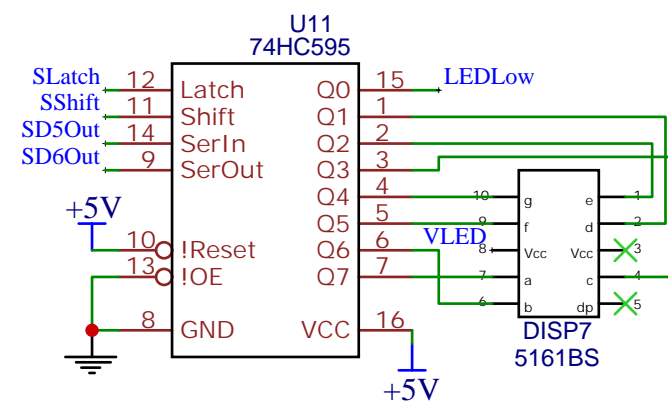 U11
74HC595
SLatch 12 Latch Q0 15 LEDLow
SShift 11 Shift Q1 1
SD5Out 14 SerIn Q2 2
SD6Out 9 SerOut Q3 3
Q4 4 10 g e 1
+5V Q5 5 9 f d 2
10 !Reset Q6 6 VLED 8 Vcc Vcc 3
13 !OE Q7 7 7 a c 4
6 b dp 5
8 GND VCC 16
DISP7
5161BS
+5V